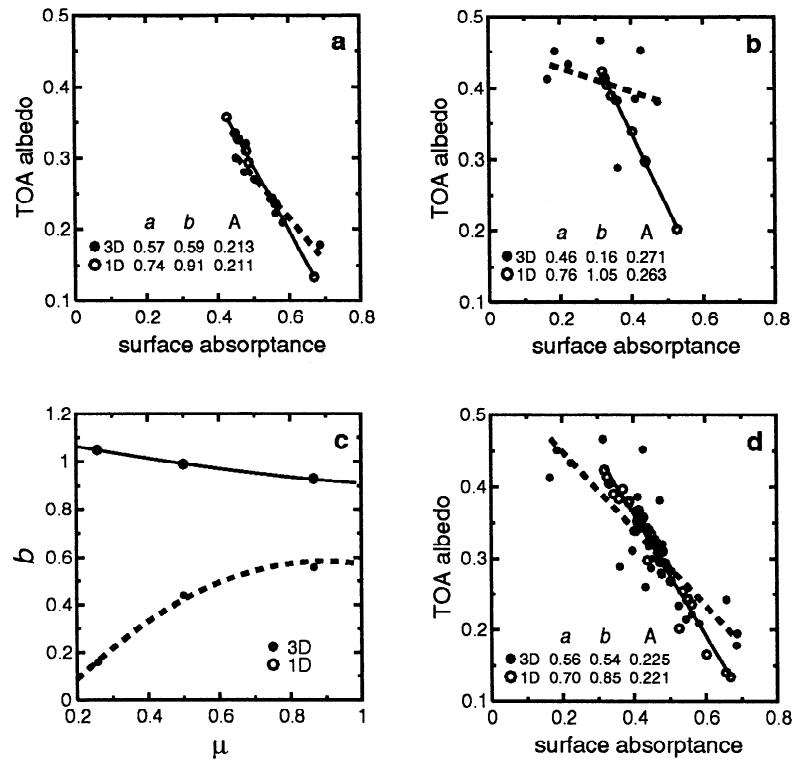 a
TOA albedo
0.5
0.4
0.3
0.2
0.1
a b A
3D 0.57 0.59 0.213
1D 0.74 0.91 0.211
0 0.2 0.4 0.6 0.8
surface absorptance
b
TOA albedo
0.5
0.4
0.3
0.2
0.1
a b A
3D 0.46 0.16 0.271
1D 0.76 1.05 0.263
0 0.2 0.4 0.6 0.8
surface absorptance
c
b
1.2
1
0.8
0.6
0.4
0.2
0
3D
1D
0.2 0.4 0.6 0.8 1
μ
d
TOA albedo
0.5
0.4
0.3
0.2
0.1
a b A
3D 0.56 0.54 0.225
1D 0.70 0.85 0.221
0 0.2 0.4 0.6 0.8
surface absorptance